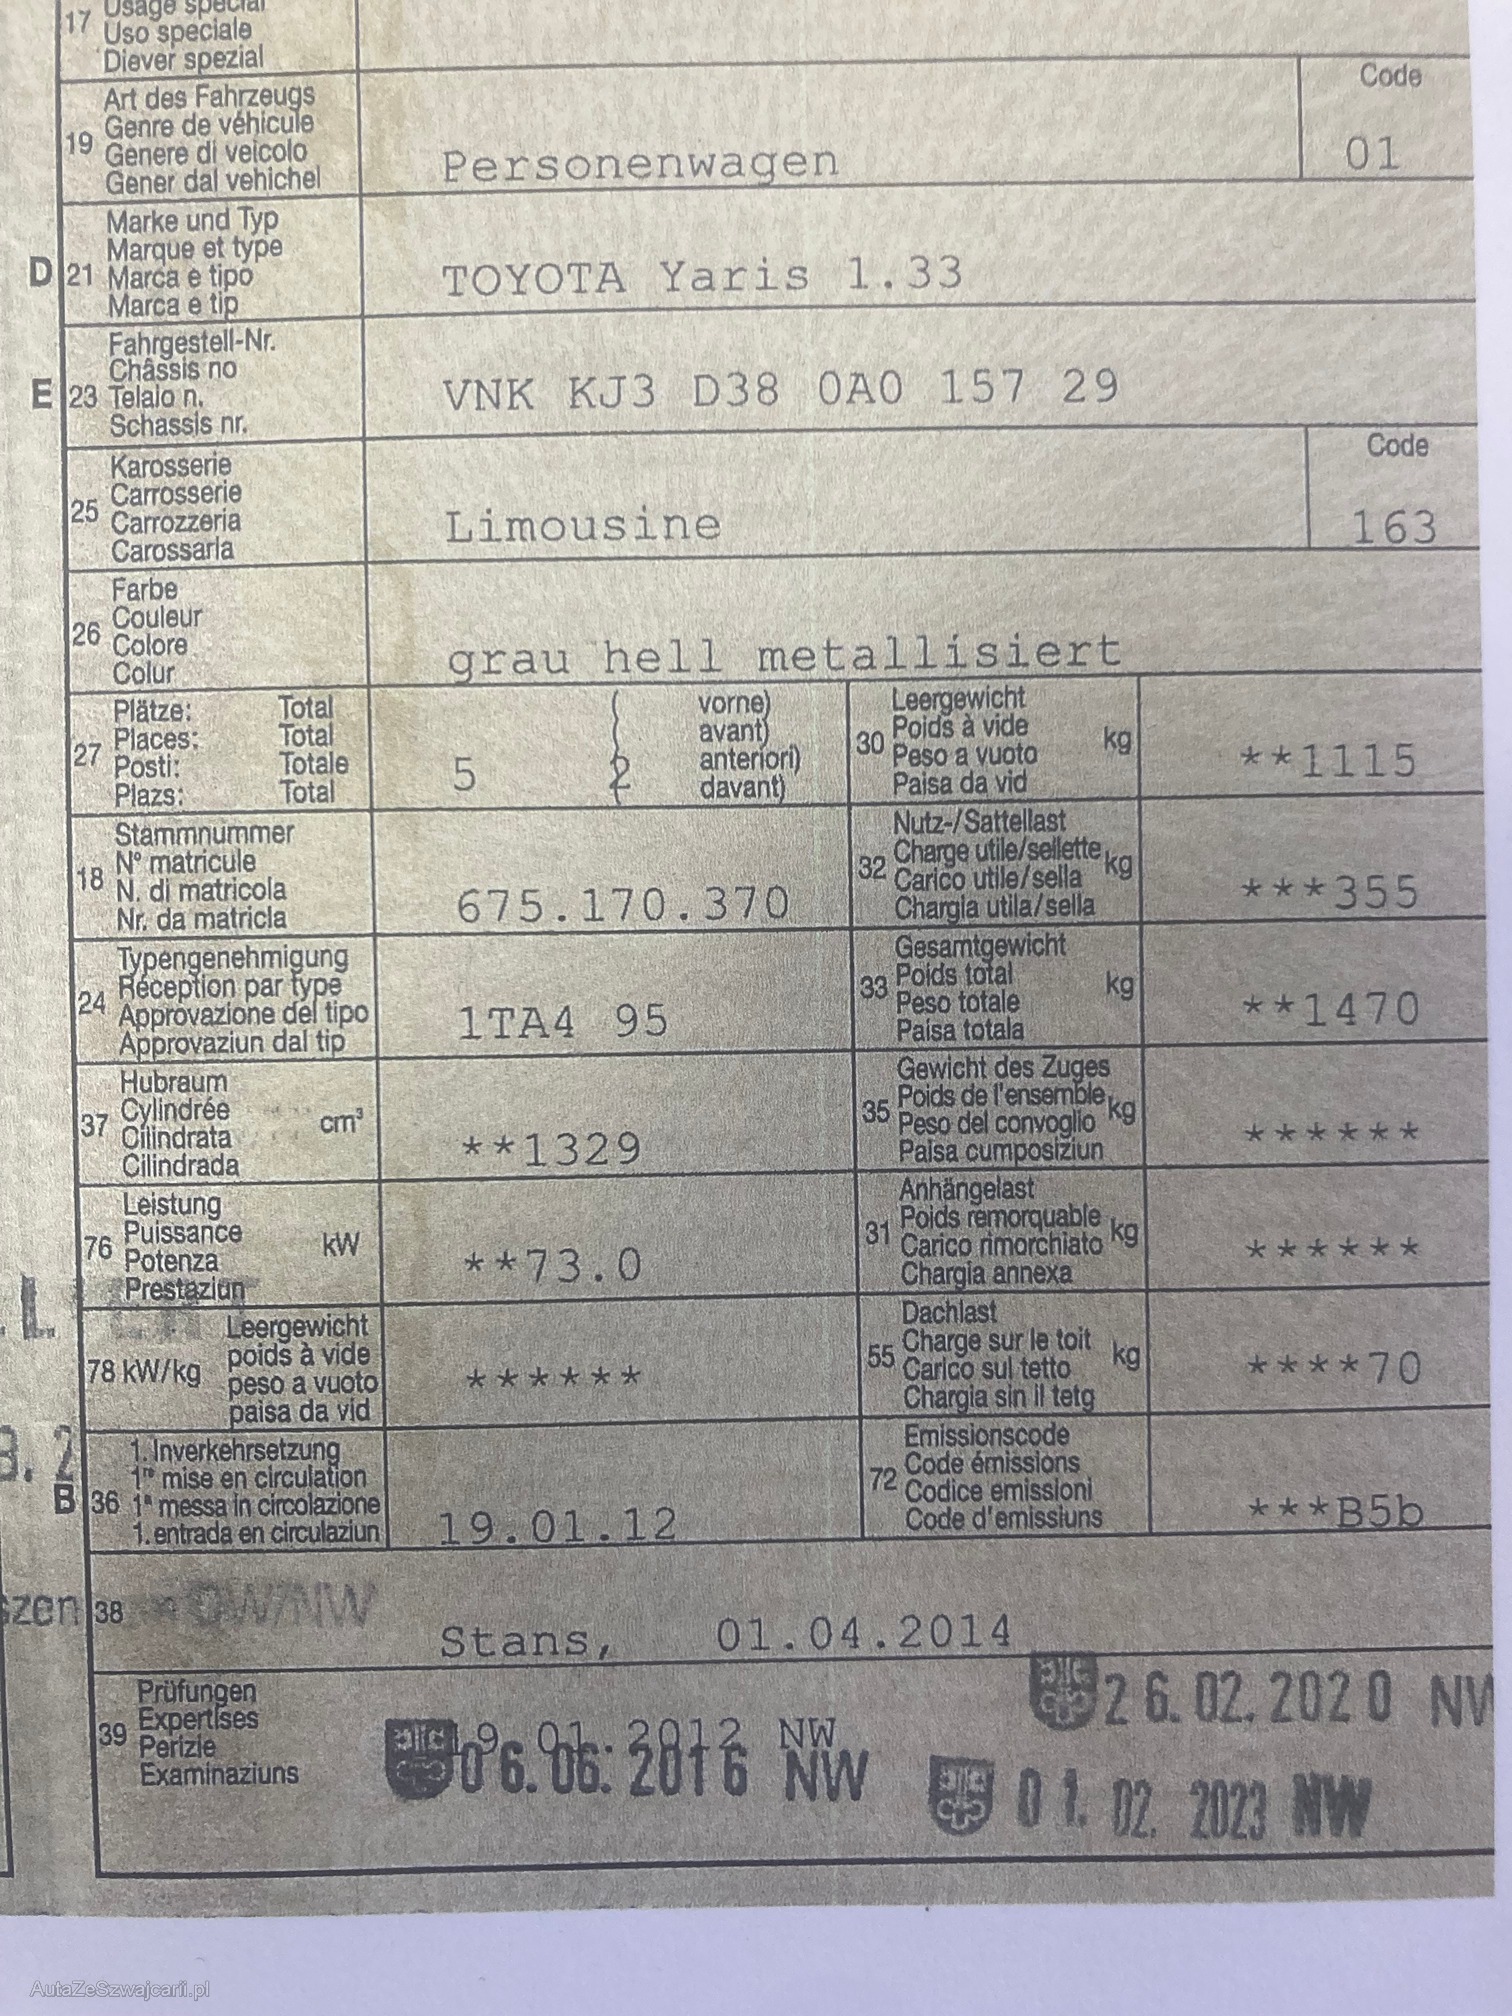 17 Usage spécial
Uso speciale
Diever spezial
19 Art des Fahrzeugs
Genre de véhicule
Genere di veicolo
Gener dal vehichel
Personenwagen
Code
01
D 21 Marke und Typ
Marque et type
Marca e tipo
Marca e tip
TOYOTA Yaris 1.33
E 23 Fahrgestell-Nr.
Châssis no
Telaio n.
Schassis nr.
VNK KJ3 D38 0A0 157 29
25 Karosserie
Carrosserie
Carrozzeria
Carossaria
Limousine
Code
163
26 Farbe
Couleur
Colore
Colur
grau hell metallisiert
27 Plätze: Total
Places: Total
Posti: Totale
Plazs: Total
5 2
vorne)
avant)
anteriori)
davant)
30 Leergewicht
Poids à vide
Peso a vuoto
Paisa da vid
kg
**1115
18 Stammnummer
N° matricule
N. di matricola
Nr. da matricla
675.170.370
32 Nutz-/Sattellast
Charge utile/sellette
Carico utile/sella
Chargia utila/sella
kg
***355
24 Typengenehmigung
Réception par type
Approvazione del tipo
Approvaziun dal tip
1TA4 95
33 Gesamtgewicht
Poids total
Peso totale
Paisa totala
kg
**1470
37 Hubraum
Cylindrée
Cilindrata
Cilindrada
cm³
**1329
35 Gewicht des Zuges
Poids de l'ensemble
Peso del convoglio
Paisa cumposiziun
kg
******
76 Leistung
Puissance
Potenza
Prestaziun
kW
**73.0
31 Anhängelast
Poids remorquable
Carico rimorchiato
Chargia annexa
kg
******
78 kW/kg
Leergewicht
poids à vide
peso a vuoto
paisa da vid
******
55 Dachlast
Charge sur le toit
Carico sul tetto
Chargia sin il tetg
kg
****70
B 36 1. Inverkehrsetzung
1re mise en circulation
1a messa in circolazione
1. entrada en circulaziun
19.01.12
72 Emissionscode
Code émissions
Codice emissioni
Code d'emissiuns
***B5b
38
OW/NW
Stans, 01.04.2014
39 Prüfungen
Expertises
Perizie
Examinaziuns
19.01.2012 NW
06.06.2016 NW
26.02.2020 NW
01.02.2023 NW
AutaZeSzwajcarii.pl